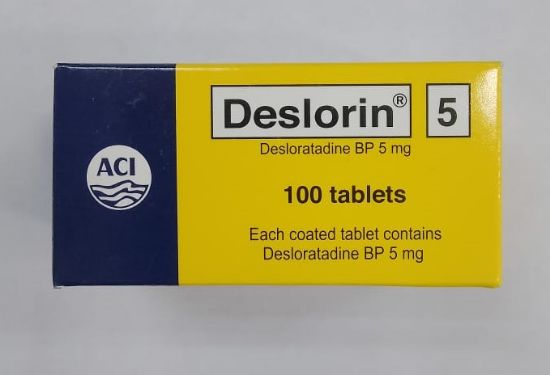 Deslorin® 5
Desloratadine BP 5 mg
100 tablets
Each coated tablet contains
Desloratadine BP 5 mg
ACI